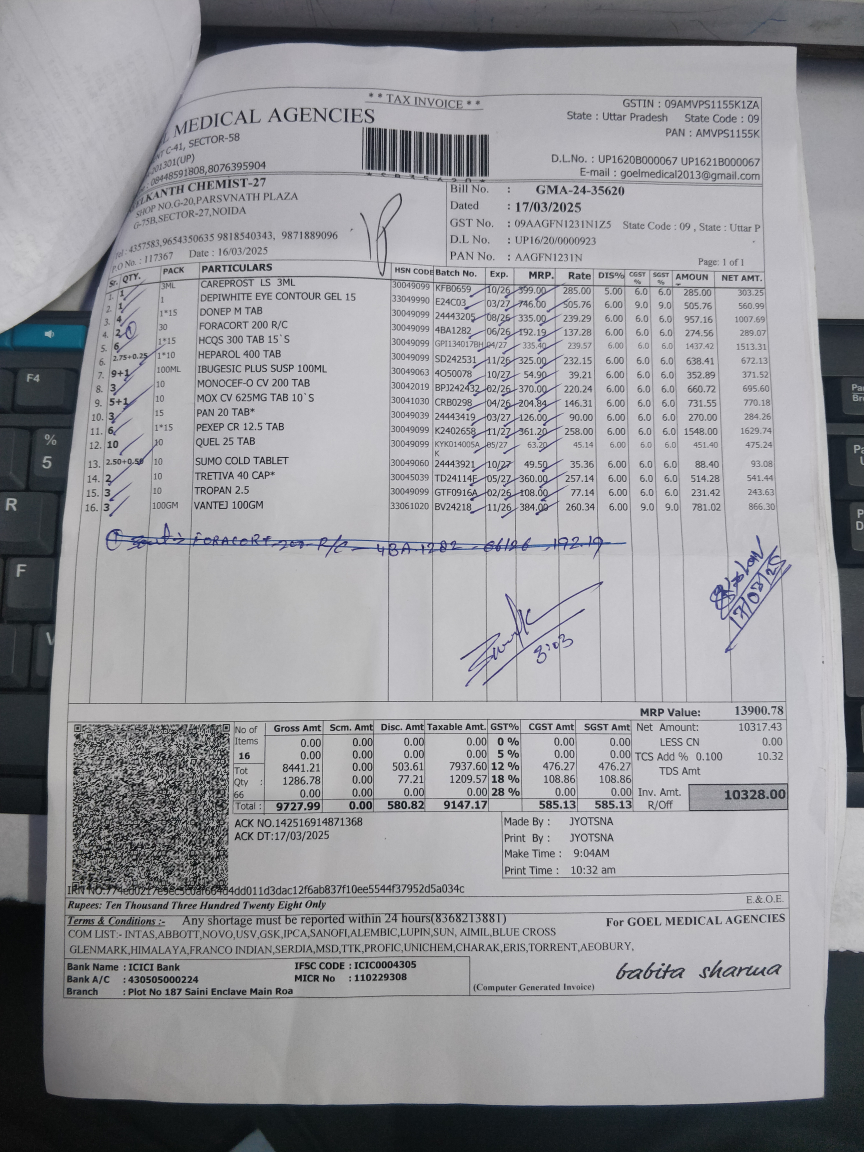 ** TAX INVOICE **
GSTIN : 09AMVPS1155K1ZA
EL MEDICAL AGENCIES
State : Uttar Pradesh State Code : 09
PAN : AMVPS1155K
C-41, SECTOR-58
201301(UP)
08448591808,8076395904
D.L.No. : UP1620B000067 UP1621B000067
E-mail : goelmedical2013@gmail.com
ELKANTH CHEMIST-27
SHOP NO.G-20,PARSVNATH PLAZA
G-75B,SECTOR-27,NOIDA
Tel 4357583,9654350635 9818540343, 9871889096
P.O No : 117367 Date : 16/03/2025
Bill No. : GMA-24-35620
Dated : 17/03/2025
GST No. : 09AAGFN1231N1Z5 State Code : 09 , State : Uttar P
D.L No. : UP16/20/0000923
PAN No. : AAGFN1231N
Page: 1 of 1
Sr. QTY. PACK PARTICULARS HSN CODE Batch No. Exp. MRP. Rate DIS% CGST % SGST % AMOUN NET AMT.
1. 1 3ML CAREPROST LS 3ML 30049099 KFB0659 10/26 399.00 285.00 5.00 6.0 6.0 285.00 303.25
2. 1 1 DEPIWHITE EYE CONTOUR GEL 15 33049990 E24C03 03/27 746.00 505.76 6.00 9.0 9.0 505.76 560.99
3. 4 1*15 DONEP M TAB 30049099 24443205 08/26 335.00 239.29 6.00 6.0 6.0 957.16 1007.69
4. 2 1 30 FORACORT 200 R/C 30049099 4BA1282 06/26 192.19 137.28 6.00 6.0 6.0 274.56 289.07
5. 6 1*15 HCQS 300 TAB 15`S 30049099 GPI134017BH 04/27 335.40 239.57 6.00 6.0 6.0 1437.42 1513.31
6. 2.75+0.25 1*10 HEPAROL 400 TAB 30049099 SD242531 11/26 325.00 232.15 6.00 6.0 6.0 638.41 672.13
7. 9+1 100ML IBUGESIC PLUS SUSP 100ML 30049063 4O50078 10/27 54.90 39.21 6.00 6.0 6.0 352.89 371.52
8. 3 10 MONOCEF-O CV 200 TAB 30042019 BPJ242432 02/26 370.00 220.24 6.00 6.0 6.0 660.72 695.60
9. 5+1 10 MOX CV 625MG TAB 10`S 30041030 CRB0298 04/26 204.84 146.31 6.00 6.0 6.0 731.55 770.18
10. 3 15 PAN 20 TAB* 30049039 24443419 03/27 126.00 90.00 6.00 6.0 6.0 270.00 284.26
11. 6 1*15 PEXEP CR 12.5 TAB 30049099 K2402658 11/27 361.20 258.00 6.00 6.0 6.0 1548.00 1629.74
12. 10 10 QUEL 25 TAB 30049099 KYK014005A 05/27 63.20 45.14 6.00 6.0 6.0 451.40 475.24
K
13. 2.50+0.50 10 SUMO COLD TABLET 30049060 24443921 10/27 49.50 35.36 6.00 6.0 6.0 88.40 93.08
14. 2 10 TRETIVA 40 CAP* 30045039 TD24114F 05/27 360.00 257.14 6.00 6.0 6.0 514.28 541.44
15. 3 10 TROPAN 2.5 30049099 GTF0916A 02/26 108.00 77.14 6.00 6.0 6.0 231.42 243.63
16. 3 100GM VANTEJ 100GM 33061020 BV24218 11/26 384.00 260.34 6.00 9.0 9.0 781.02 866.30
1 FORACORT 200 R/C - 4BA1282 - 06/26 192.19
17/03/25
3:03
MRP Value: 13900.78
No of Items 16 Tot Qty : 66
Gross Amt Scm. Amt Disc. Amt Taxable Amt. GST% CGST Amt SGST Amt
0.00 0.00 0.00 0.00 0 % 0.00 0.00
0.00 0.00 0.00 0.00 5 % 0.00 0.00
8441.21 0.00 503.61 7937.60 12 % 476.27 476.27
1286.78 0.00 77.21 1209.57 18 % 108.86 108.86
0.00 0.00 0.00 0.00 28 % 0.00 0.00
Total : 9727.99 0.00 580.82 9147.17 585.13 585.13
Net Amount: 10317.43
LESS CN 0.00
TCS Add % 0.100 10.32
TDS Amt
Inv. Amt. 10328.00
R/Off
ACK NO.142516914871368
ACK DT:17/03/2025
Made By : JYOTSNA
Print By : JYOTSNA
Make Time : 9:04AM
Print Time : 10:32 am
E.& O.E.
Rupees: Ten Thousand Three Hundred Twenty Eight Only
Terms & Conditions :- Any shortage must be reported within 24 hours(8368213881)
For GOEL MEDICAL AGENCIES
COM LIST:- INTAS,ABBOTT,NOVO,USV,GSK,IPCA,SANOFI,ALEMBIC,LUPIN,SUN, AIMIL,BLUE CROSS
GLENMARK,HIMALAYA,FRANCO INDIAN,SERDIA,MSD,TTK,PROFIC,UNICHEM,CHARAK,ERIS,TORRENT,AEOBURY,
Bank Name : ICICI Bank IFSC CODE : ICIC0004305
Bank A/C : 430505000224 MICR No : 110229308
Branch : Plot No 187 Saini Enclave Main Roa
(Computer Generated Invoice)
babita sharma
F4
%
5
R
F